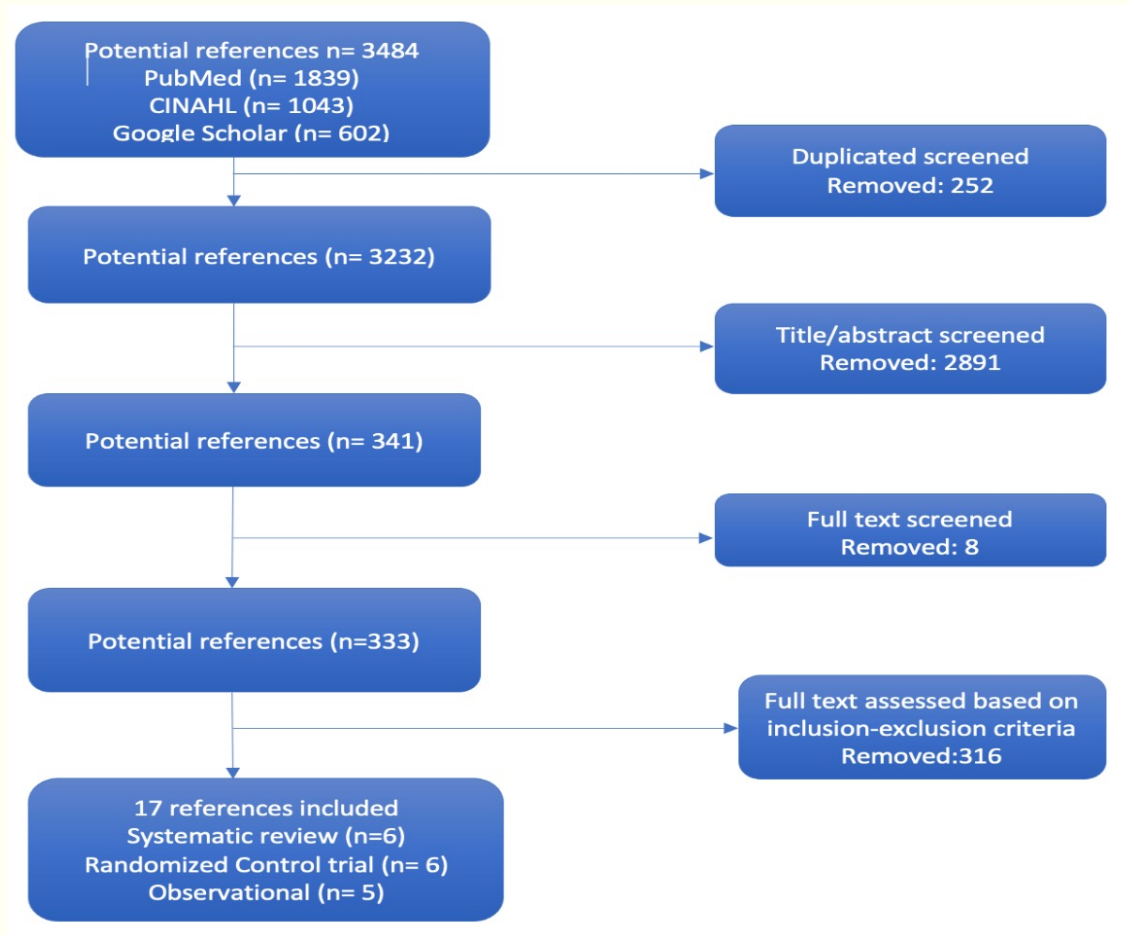 Potential references n= 3484
PubMed (n= 1839)
CINAHL (n= 1043)
Google Scholar (n= 602)
Duplicated screened
Removed: 252
Potential references (n= 3232)
Title/abstract screened
Removed: 2891
Potential references (n= 341)
Full text screened
Removed: 8
Potential references (n=333)
Full text assessed based on
inclusion-exclusion criteria
Removed:316
17 references included
Systematic review (n=6)
Randomized Control trial (n= 6)
Observational (n= 5)